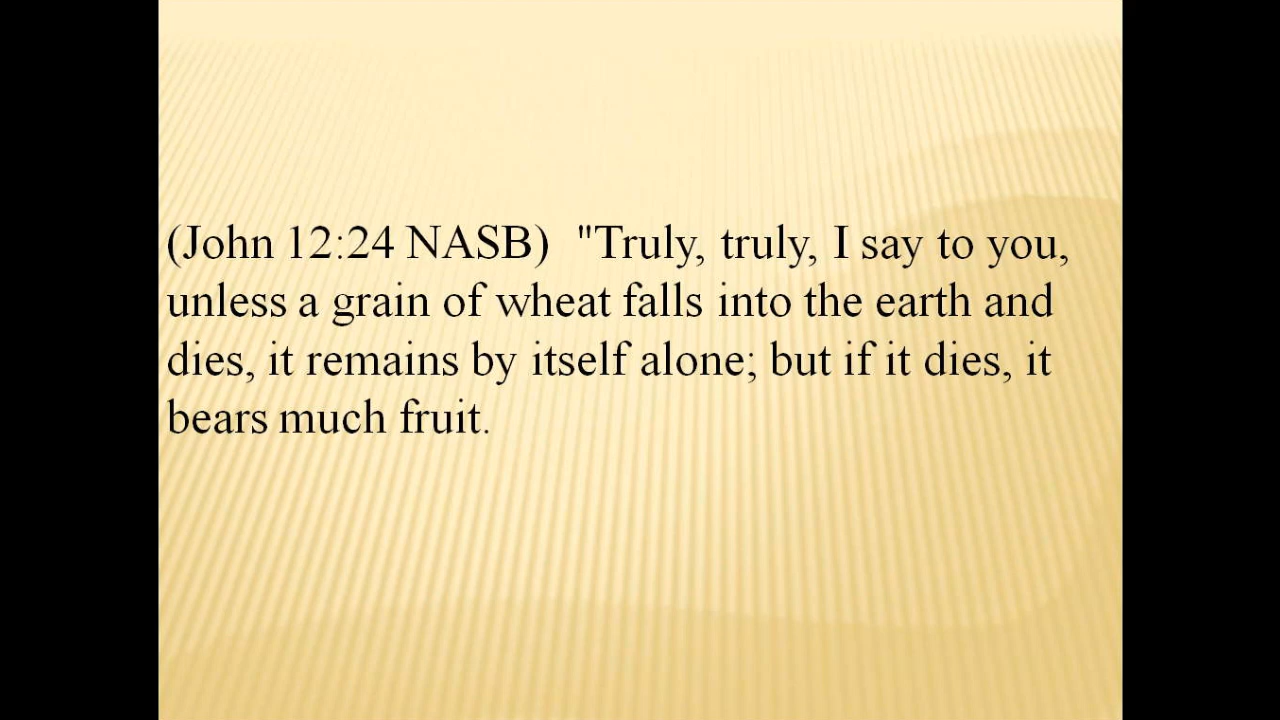 (John 12:24 NASB)  "Truly, truly, I say to you,
unless a grain of wheat falls into the earth and
dies, it remains by itself alone; but if it dies, it
bears much fruit.